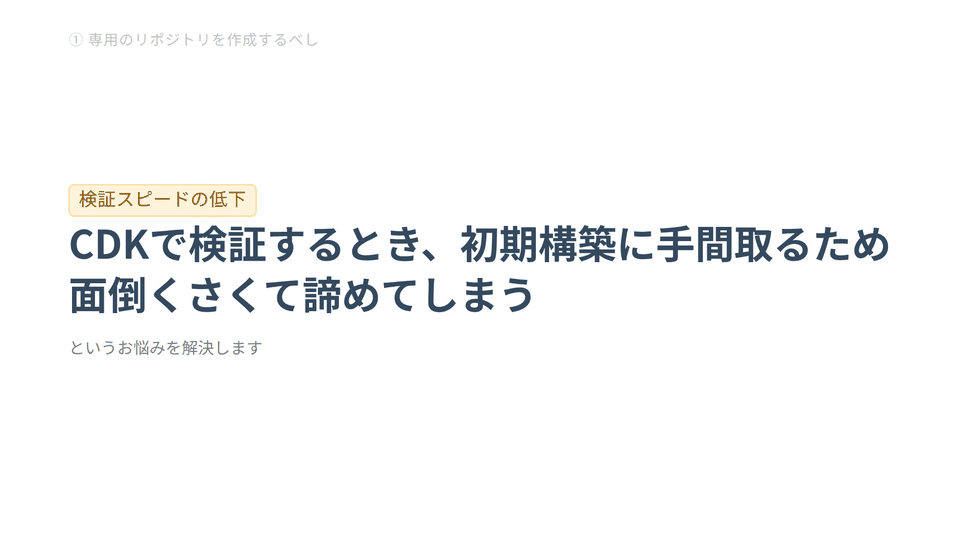 ① 専用のリポジトリを作成するべし
検証スピードの低下
CDKで検証するとき、初期構築に手間取るため
面倒くさくて諦めてしまう
というお悩みを解決します